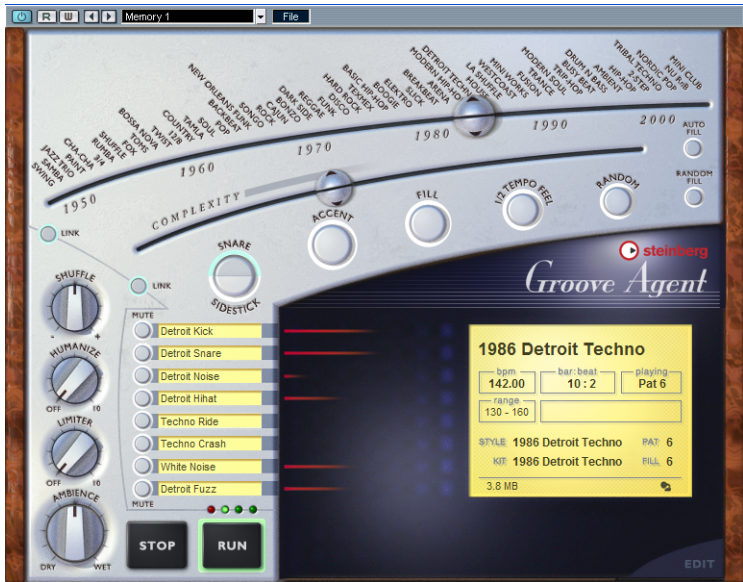 R W Memory 1 File
SWING
SAMBA
JAZZ TRIO
PAINT
CHA-CHA
3/4
RUMBA
SHUFFLE
FOX
TOMS
BOSSA NOVA
TWIST
12/8
COUNTRY
TAMLA
SOUL
POP
BACKBEAT
NEW ORLEANS FUNK
SONGO
ROCK
CAJUN
BONZO
DARK SIDE
REGGAE
FUNK
DISCO
TEXMEX
HARD ROCK
BASIC HIP-HOP
BOOGIE
ELEKTRO
SLICK
BREAKBEAT
ARENA
MODERN HIP-HOP
DETROIT TECHNO
HOUSE
LA SHUFFLE
WESTCOAST
MINI WORKS
FUSION
TRANCE
MODERN SOUL
TRIP-HOP
BUSY BEAT
DRUM N BASS
AMBIENT
HIP-HOP
2-STEP
TRIBAL TECHNO
NORDIC POP
NU R&B
MINI CLUB
1950
1960
1970
1980
1990
2000
AUTO
FILL
RANDOM
FILL
COMPLEXITY
LINK
LINK
SNARE
SIDESTICK
ACCENT
FILL
1/2 TEMPO FEEL
RANDOM
steinberg
Groove Agent
SHUFFLE
- +
HUMANIZE
OFF 10
LIMITER
OFF 10
AMBIENCE
DRY WET
MUTE
Detroit Kick
Detroit Snare
Detroit Noise
Detroit Hihat
Techno Ride
Techno Crash
White Noise
Detroit Fuzz
MUTE
STOP RUN
1986 Detroit Techno
bpm bar:beat playing
142.00 10 : 2 Pat 6
range
130 - 160
STYLE 1986 Detroit Techno PAT 6
KIT 1986 Detroit Techno FILL 6
3.8 MB
EDIT